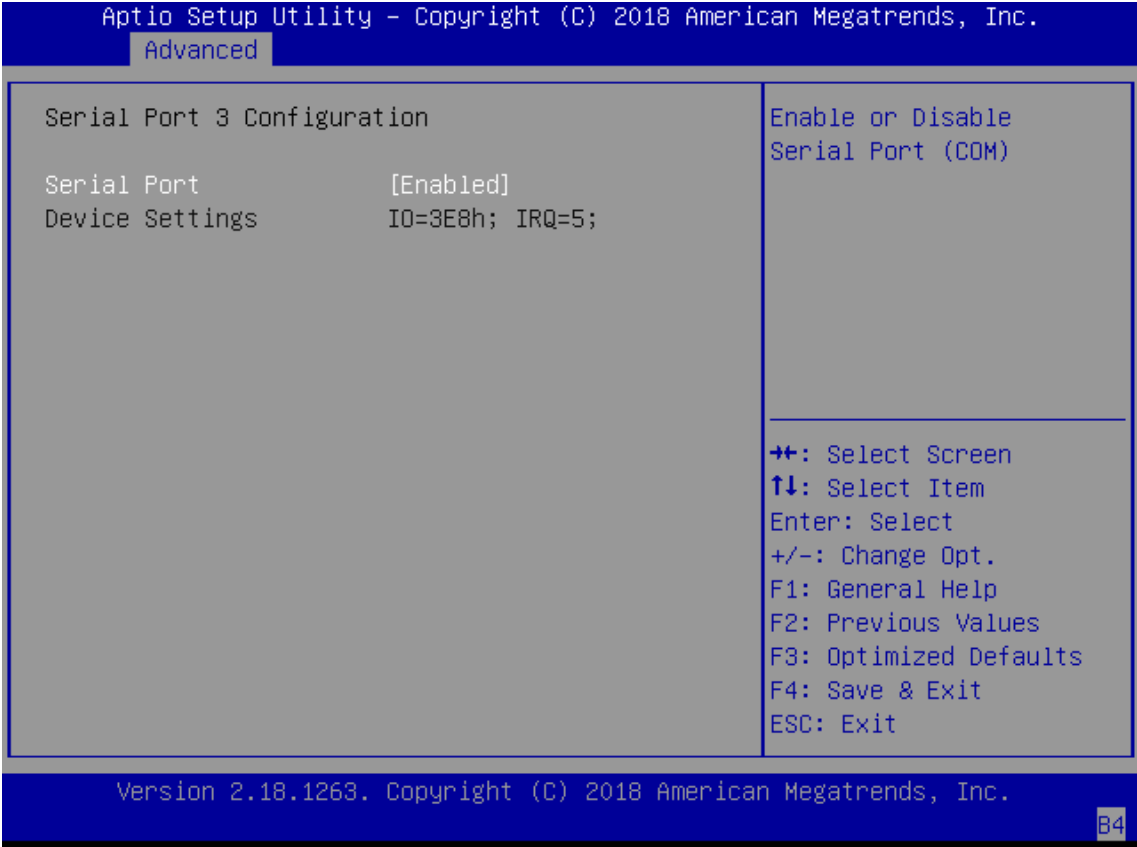 Aptio Setup Utility – Copyright (C) 2018 American Megatrends, Inc.
Advanced
Serial Port 3 Configuration
Serial Port [Enabled]
Device Settings IO=3E8h; IRQ=5;
Enable or Disable
Serial Port (COM)
→←: Select Screen
↑↓: Select Item
Enter: Select
+/-: Change Opt.
F1: General Help
F2: Previous Values
F3: Optimized Defaults
F4: Save & Exit
ESC: Exit
Version 2.18.1263. Copyright (C) 2018 American Megatrends, Inc.
B4